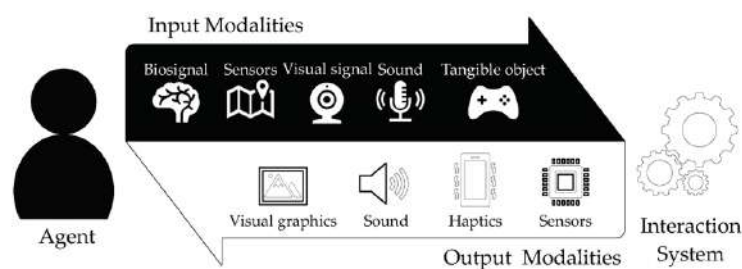 Input Modalities
Biosignal Sensors Visual signal Sound Tangible object
Visual graphics Sound Haptics Sensors
Agent
Output Modalities
Interaction
System